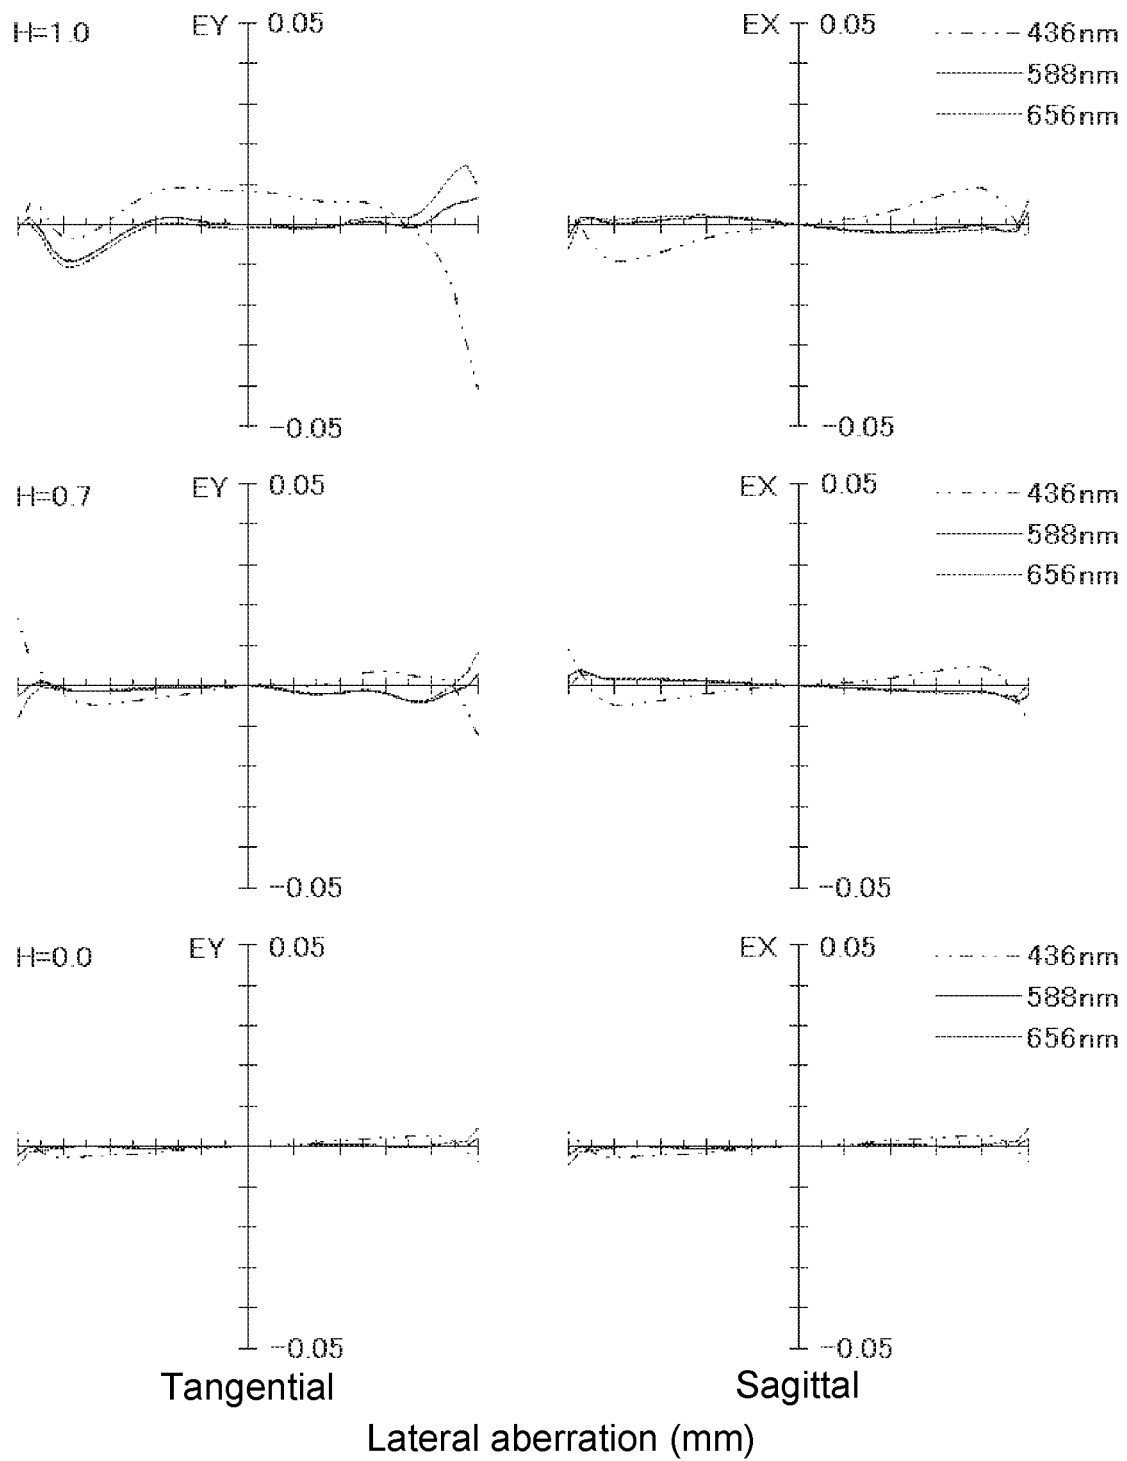 H=1.0
EY 0.05
-0.05
EX 0.05
-0.05
436nm
588nm
656nm
H=0.7
EY 0.05
-0.05
EX 0.05
-0.05
436nm
588nm
656nm
H=0.0
EY 0.05
-0.05
EX 0.05
-0.05
436nm
588nm
656nm
Tangential
Sagittal
Lateral aberration (mm)